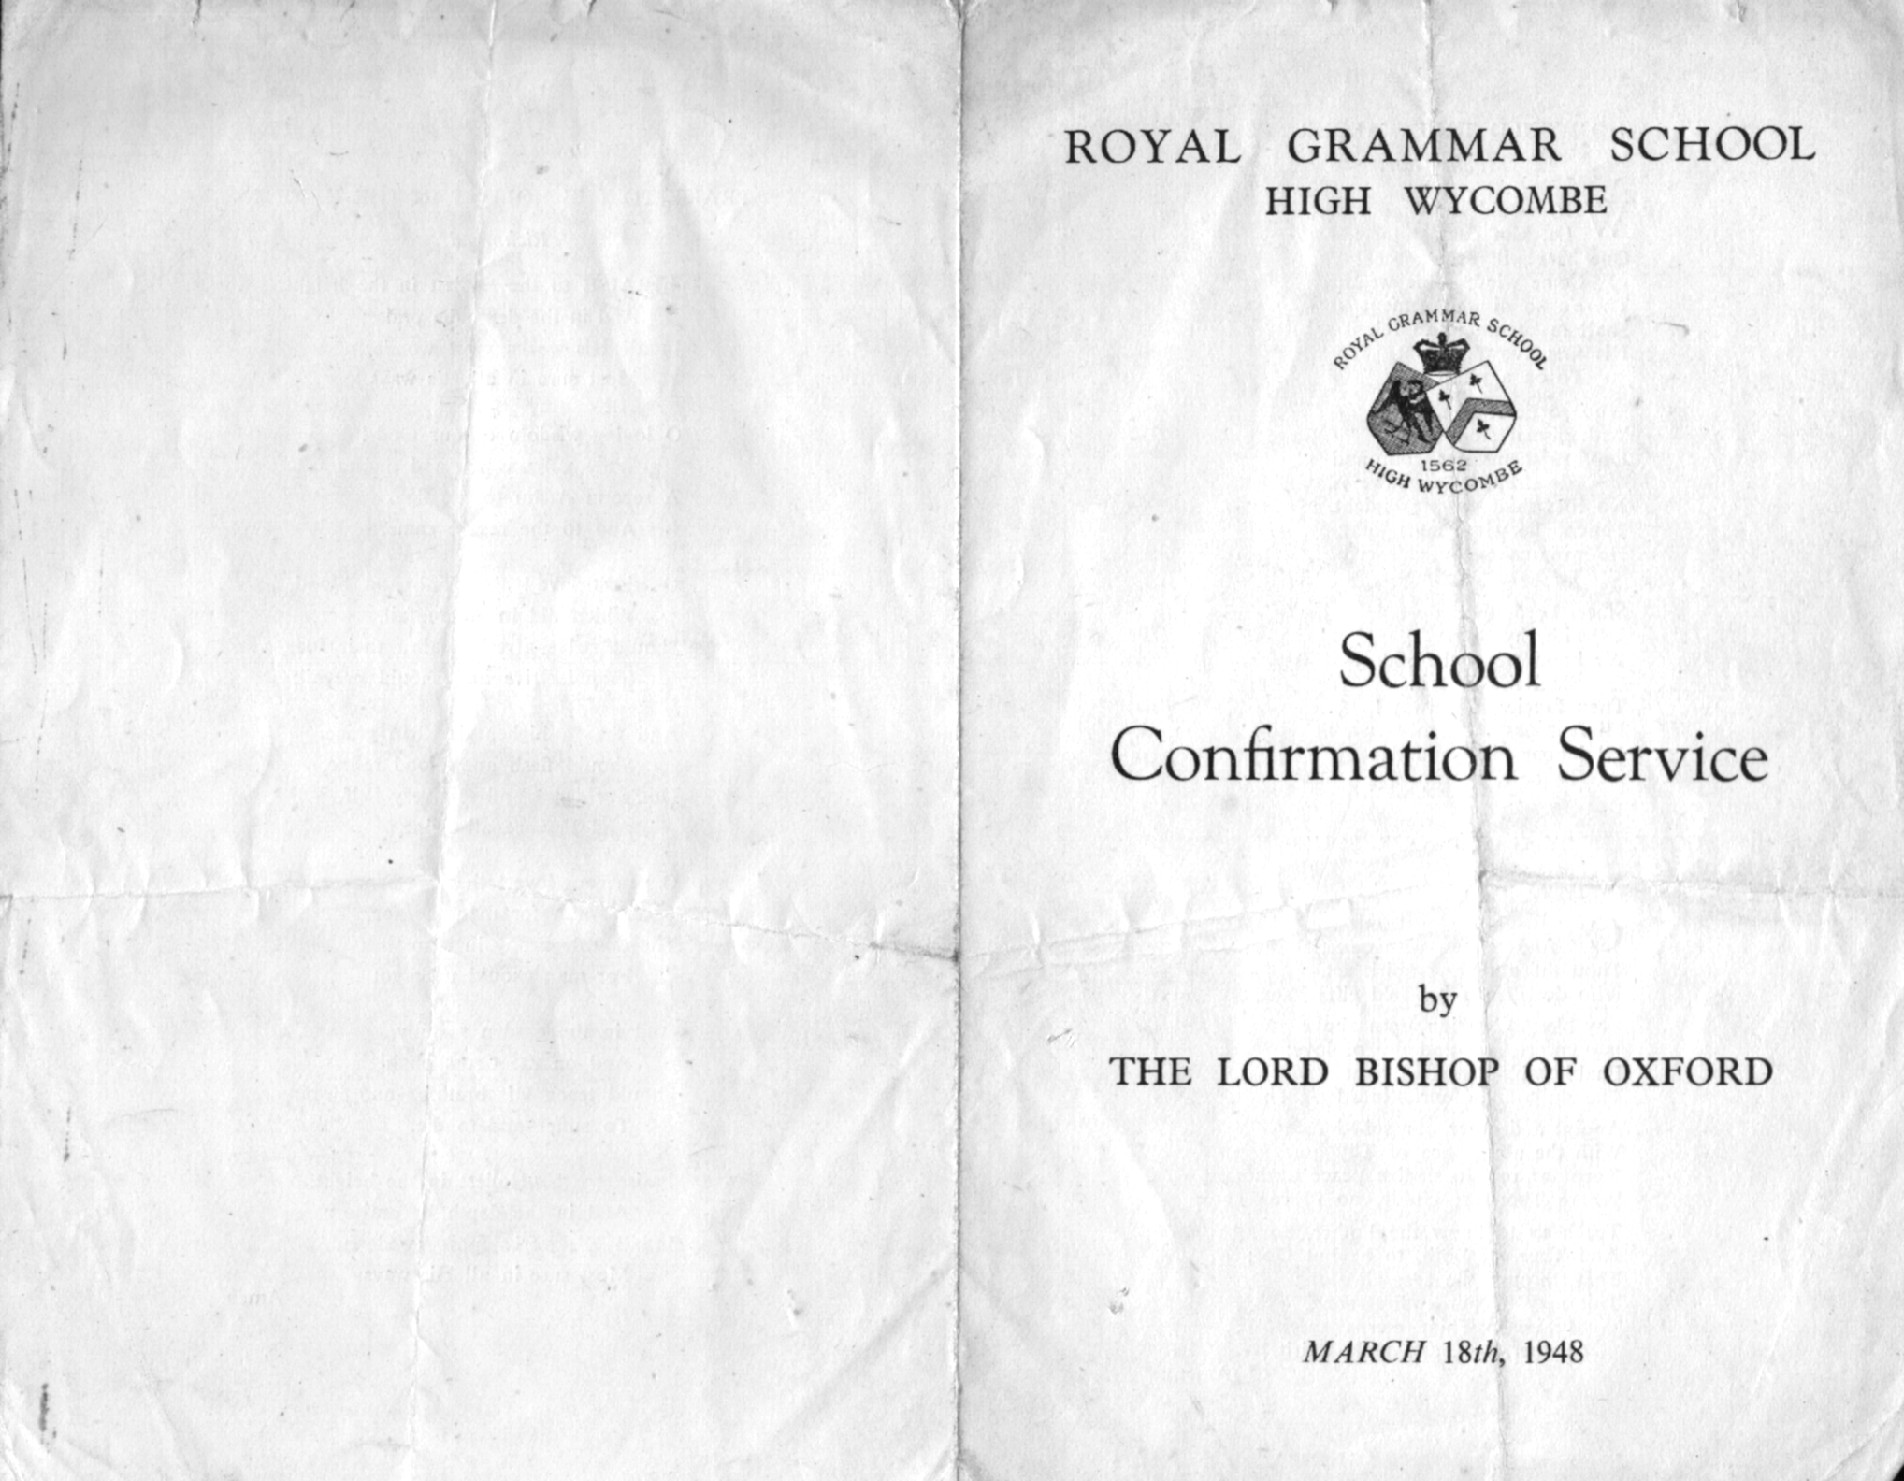 ROYAL GRAMMAR SCHOOL
HIGH WYCOMBE
ROYAL GRAMMAR SCHOOL
1562
HIGH WYCOMBE
School
Confirmation Service
by
THE LORD BISHOP OF OXFORD
MARCH 18th, 1948